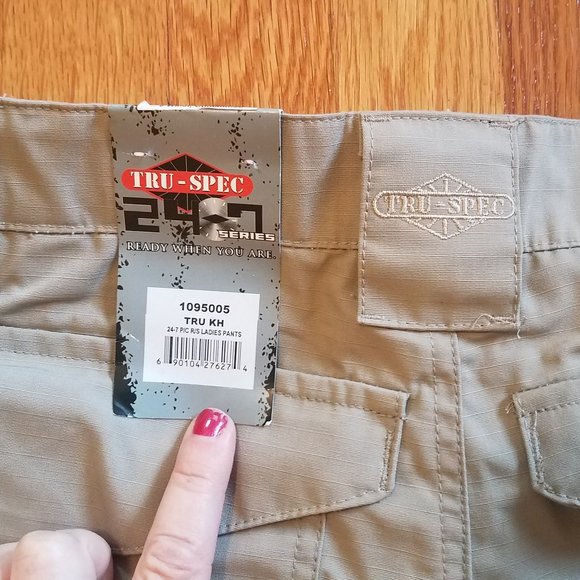 TRU-SPEC
24-7
SERIES
READY WHEN YOU ARE.
1095005
TRU KH
24-7 P/C R/S LADIES PANTS
6 90104 27627 4
TRU-SPEC